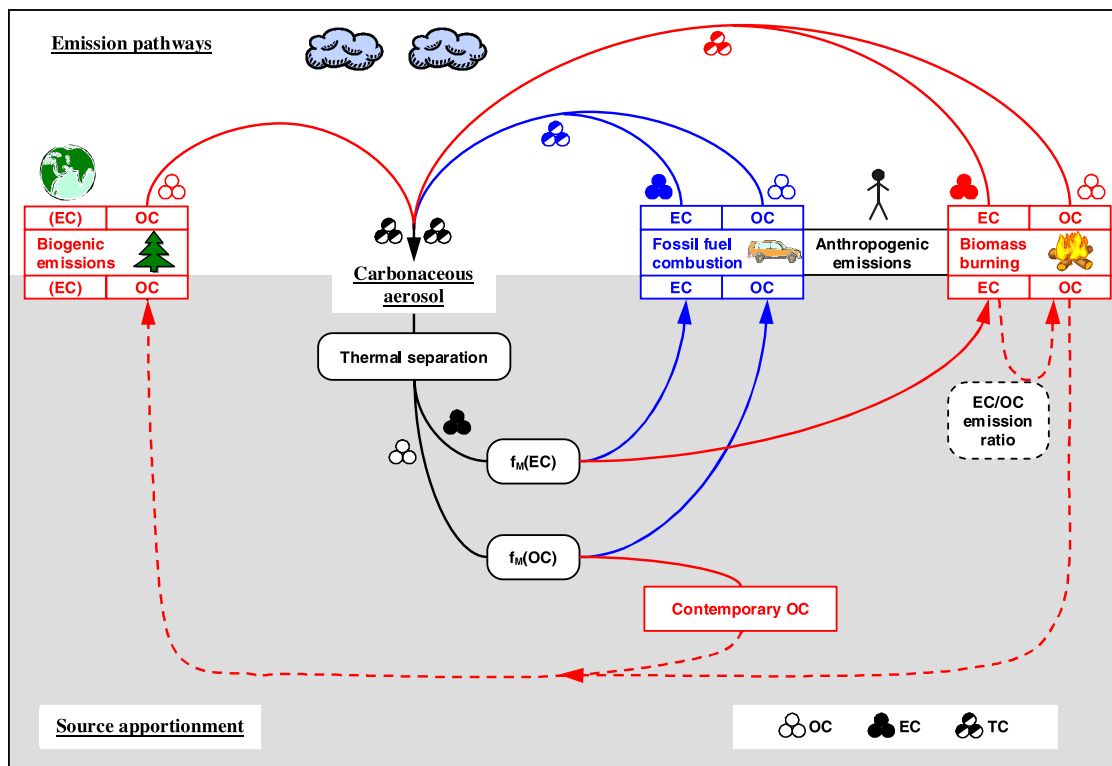 Emission pathways
(EC) OC
Biogenic
emissions
(EC) OC
EC OC
Fossil fuel
combustion
EC OC
Anthropogenic
emissions
EC OC
Biomass
burning
EC OC
Carbonaceous
aerosol
Thermal separation
EC/OC
emission
ratio
fM(EC)
fM(OC)
Contemporary OC
Source apportionment
OC EC TC